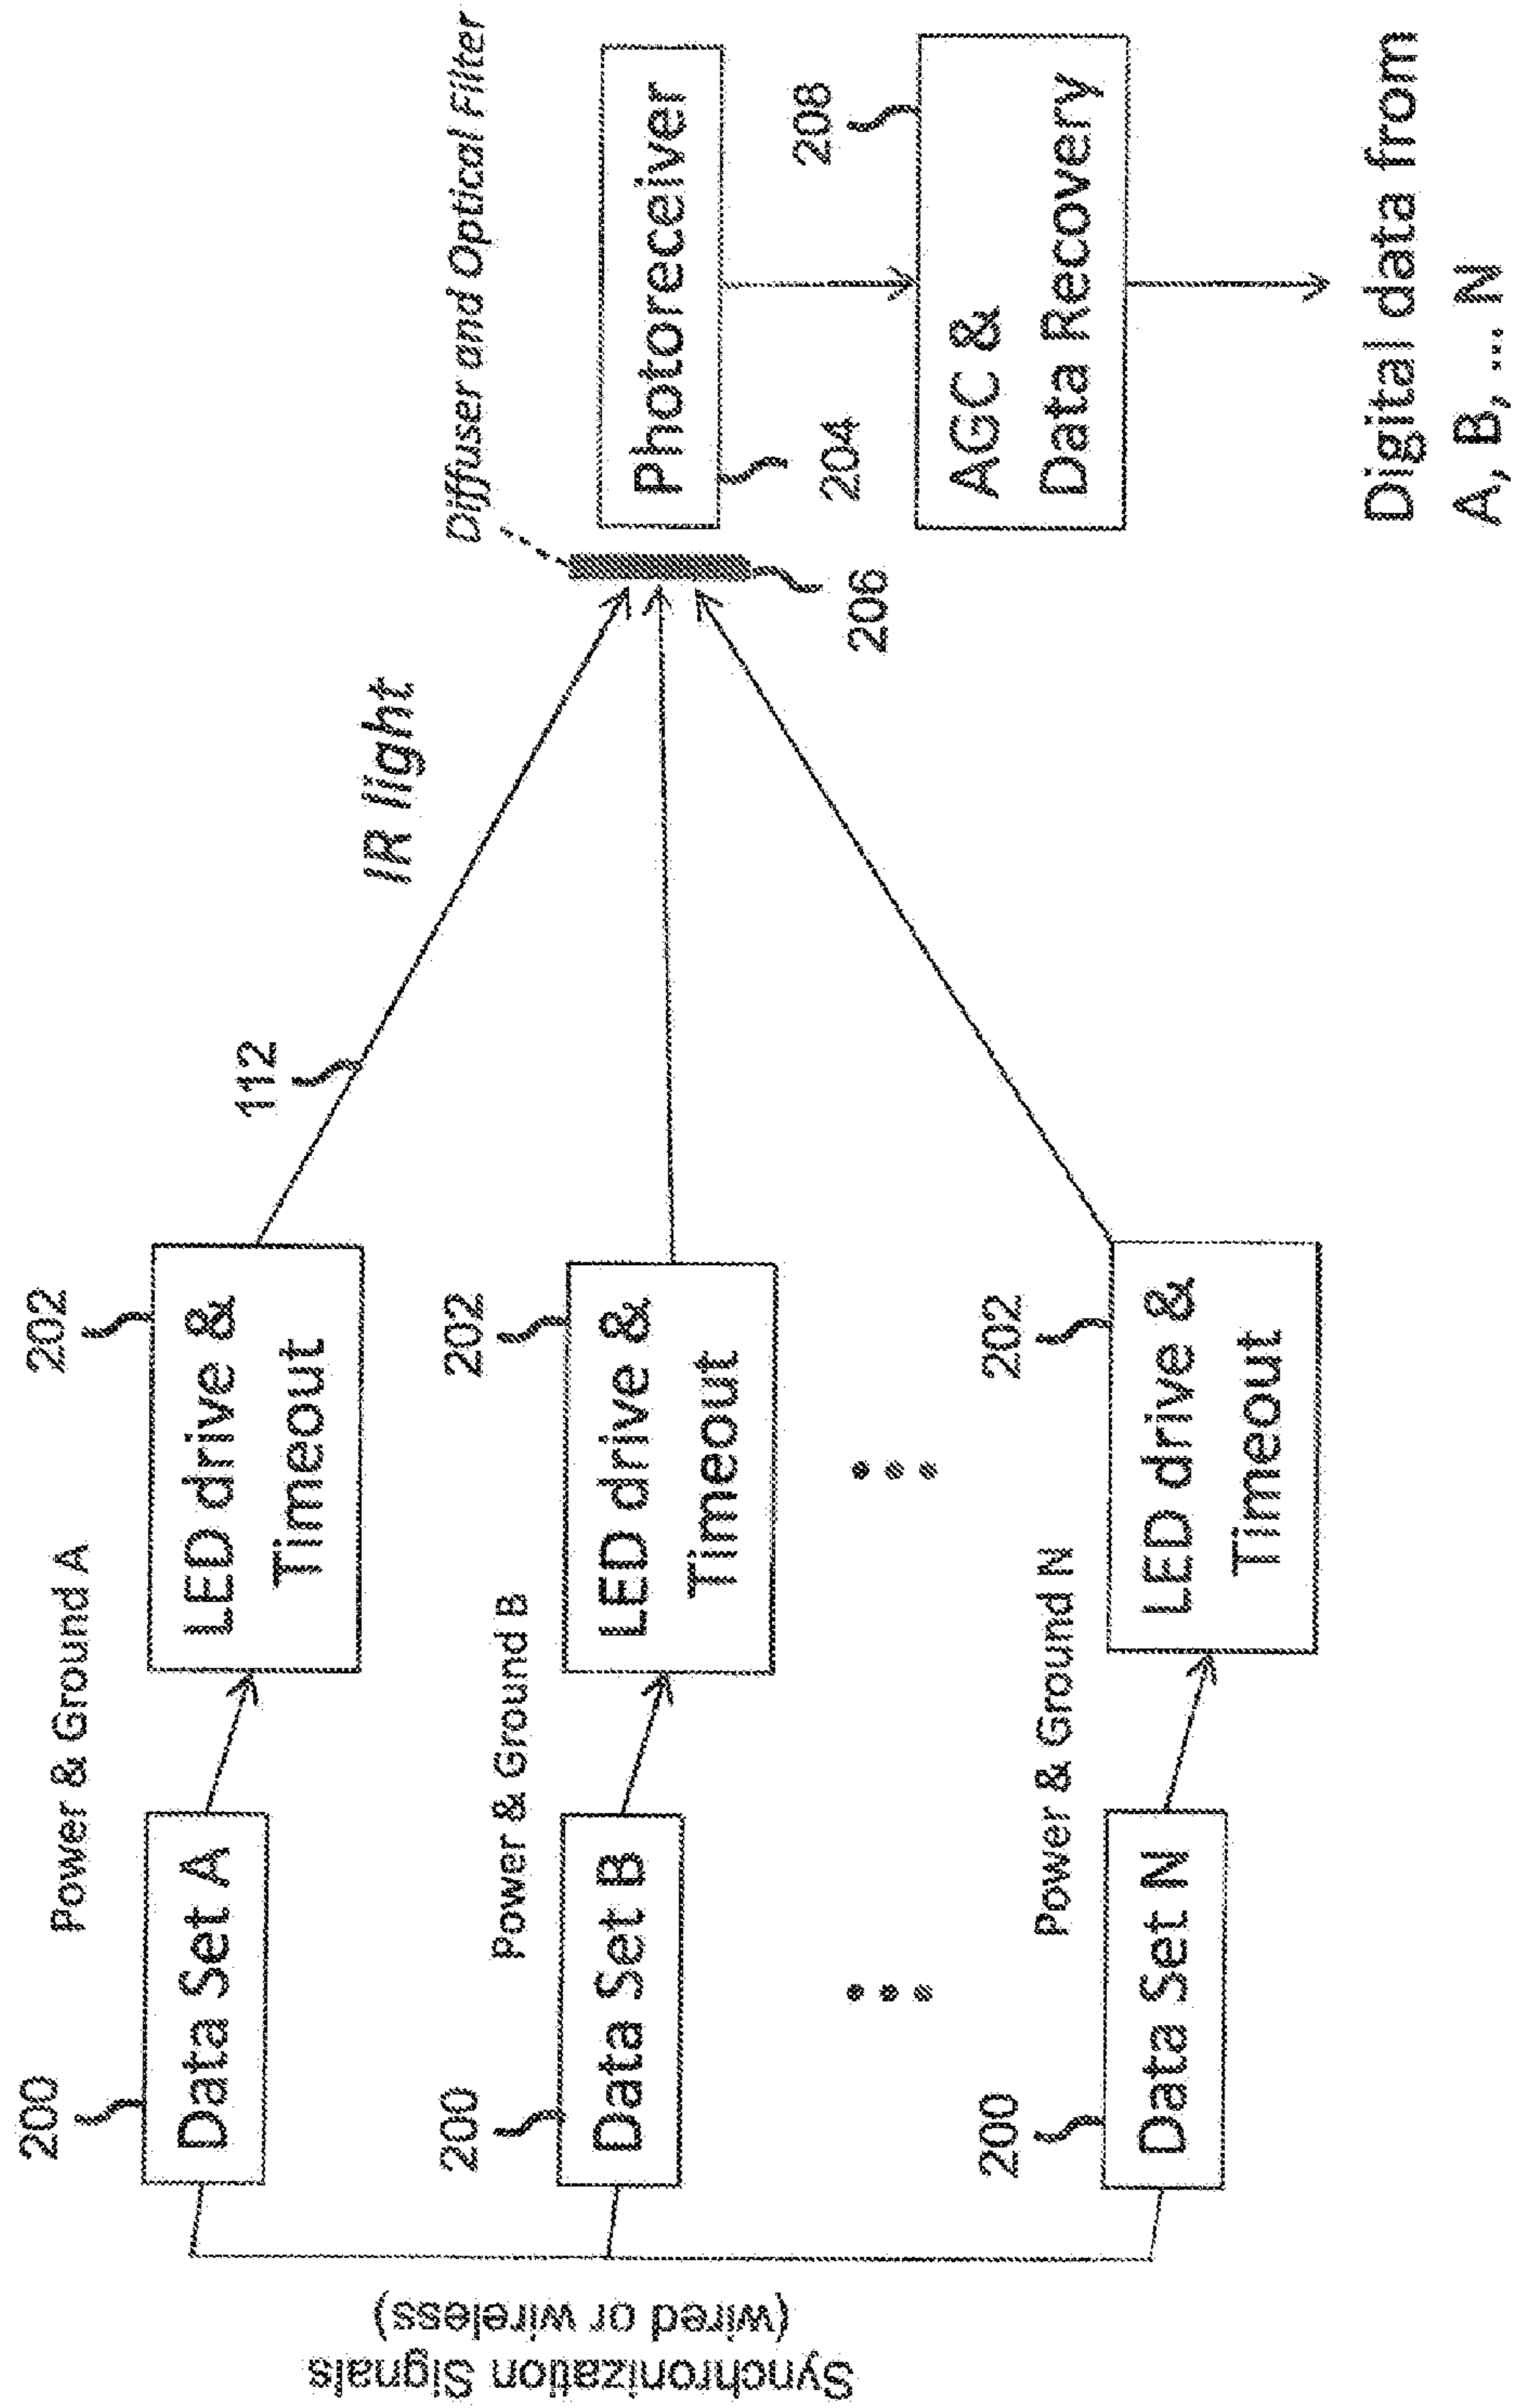 Synchronization Signals
(wired or wireless)
200
Data Set A
Power & Ground A
202
LED drive &
Timeout
112
IR light
200
Data Set B
Power & Ground B
202
LED drive &
Timeout
200
Data Set N
Power & Ground N
202
LED drive &
Timeout
Diffuser and Optical Filter
206
Photoreceiver
204
208
AGC &
Data Recovery
Digital data from
A, B, ... N